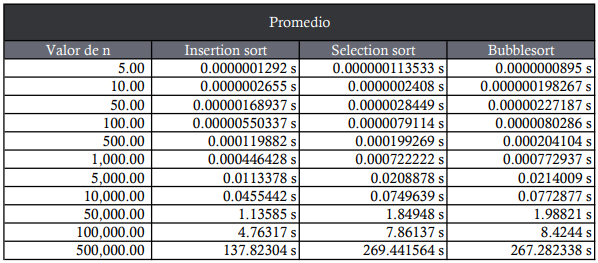 Promedio
Valor de n Insertion sort Selection sort Bubblesort
5.00 0.0000001292 s 0.000000113533 s 0.0000000895 s
10.00 0.0000002655 s 0.0000002408 s 0.000000198267 s
50.00 0.00000168937 s 0.0000028449 s 0.00000227187 s
100.00 0.00000550337 s 0.0000079114 s 0.0000080286 s
500.00 0.000119882 s 0.000199269 s 0.000204104 s
1,000.00 0.000446428 s 0.000722222 s 0.000772937 s
5,000.00 0.0113378 s 0.0208878 s 0.0214009 s
10,000.00 0.0455442 s 0.0749639 s 0.0772877 s
50,000.00 1.13585 s 1.84948 s 1.98821 s
100,000.00 4.76317 s 7.86137 s 8.4244 s
500,000.00 137.82304 s 269.441564 s 267.282338 s